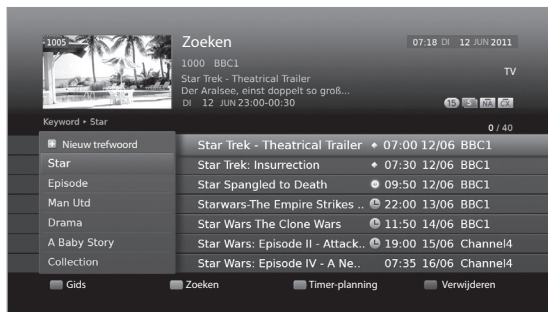 1005
Zoeken
07:18 DI 12 JUN 2011
1000 BBC1
TV
Star Trek - Theatrical Trailer
Der Aralsee, einst doppelt so groß...
DI 12 JUN 23:00-00:30
15 5 NA CX
Keyword ▸ Star
0 / 40
Nieuw trefwoord
Star Trek - Theatrical Trailer 07:00 12/06 BBC1
Star
Star Trek: Insurrection 07:30 12/06 BBC1
Episode
Star Spangled to Death 09:50 12/06 BBC1
Man Utd
Starwars-The Empire Strikes .. 22:00 13/06 BBC1
Drama
Star Wars The Clone Wars 11:50 14/06 BBC1
A Baby Story
Star Wars: Episode II - Attack.. 19:00 15/06 Channel4
Collection
Star Wars: Episode IV - A Ne.. 07:35 16/06 Channel4
Gids Zoeken Timer-planning Verwijderen